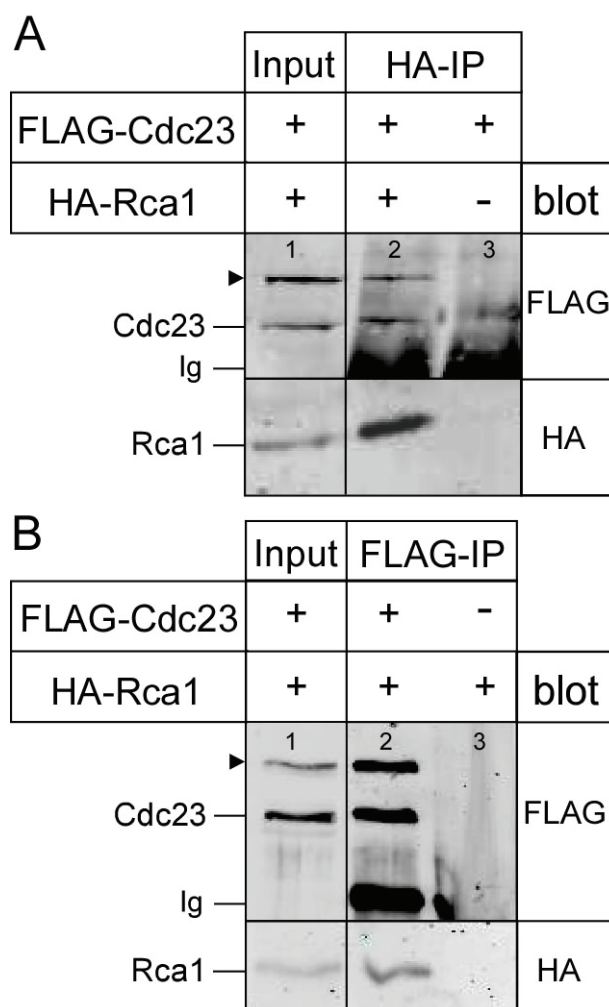 A
Input HA-IP
FLAG-Cdc23 + + +
HA-Rca1 + + - blot
1 2 3
Cdc23
Ig
FLAG
Rca1
HA
B
Input FLAG-IP
FLAG-Cdc23 + + -
HA-Rca1 + + + blot
1 2 3
Cdc23
FLAG
Ig
Rca1 HA